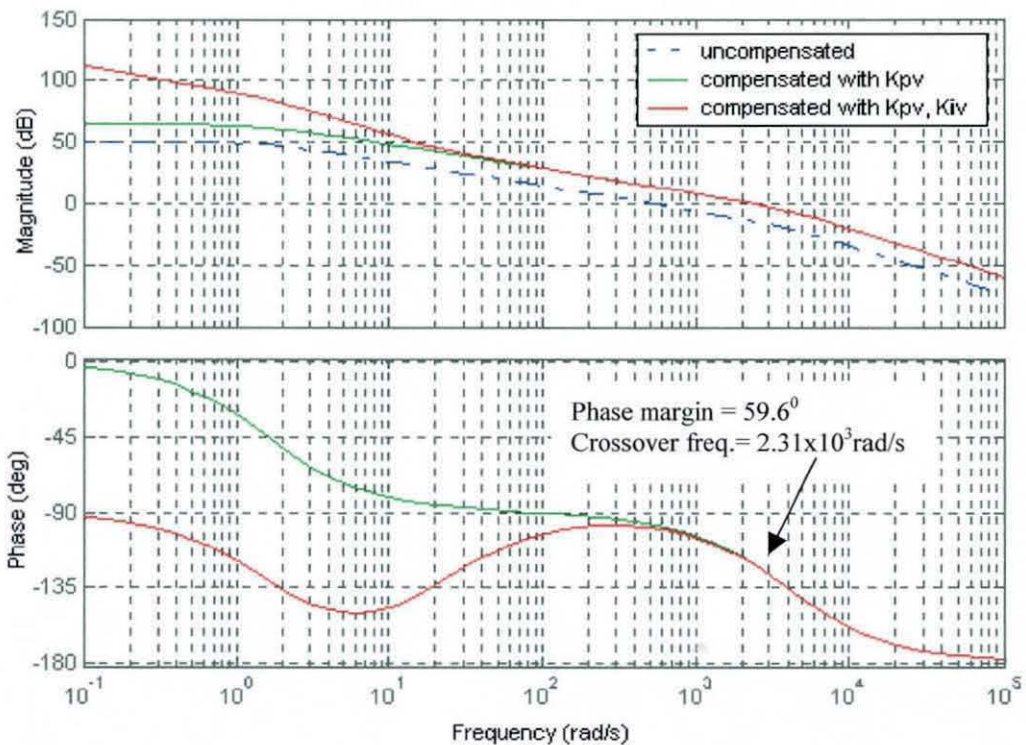 150
100
50
0
-50
-100
Magnitude (dB)
uncompensated
compensated with Kpv
compensated with Kpv, Kiv
0
-45
-90
-135
-180
Phase (deg)
Phase margin = 59.6⁰
Crossover freq.= 2.31x10³rad/s
10⁻¹ 10⁰ 10¹ 10² 10³ 10⁴ 10⁵
Frequency (rad/s)